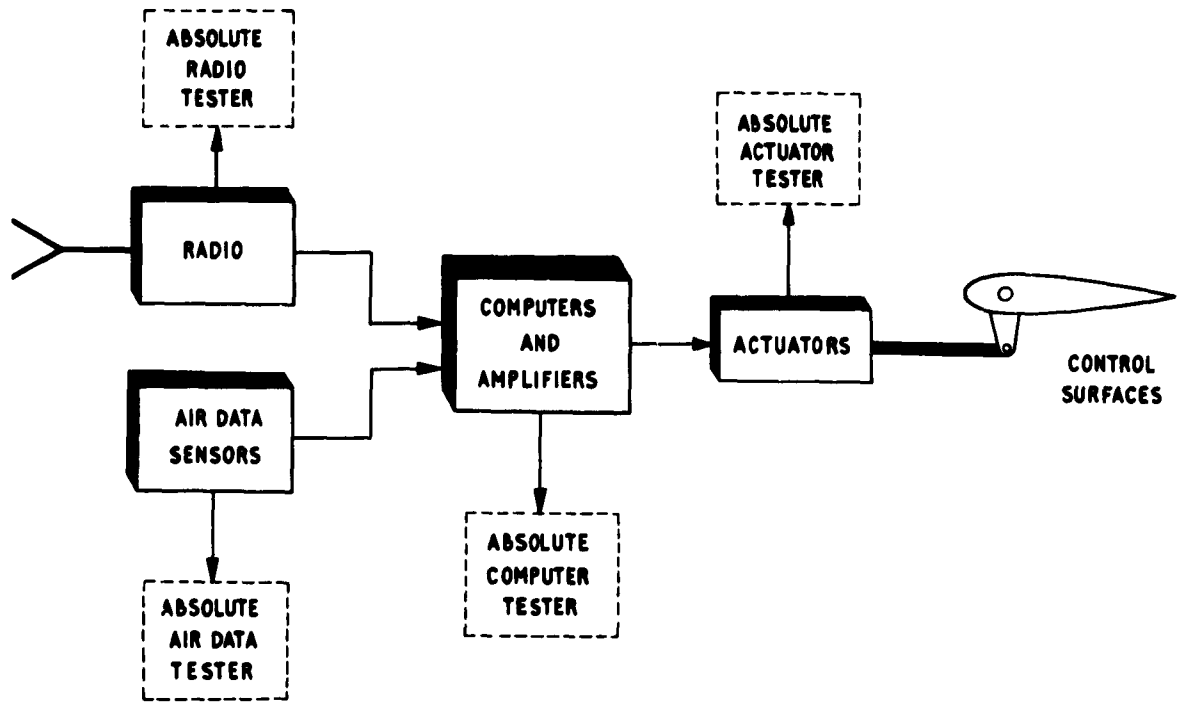 ABSOLUTE
RADIO
TESTER
RADIO
AIR DATA
SENSORS
ABSOLUTE
AIR DATA
TESTER
COMPUTERS
AND
AMPLIFIERS
ABSOLUTE
COMPUTER
TESTER
ABSOLUTE
ACTUATOR
TESTER
ACTUATORS
CONTROL
SURFACES